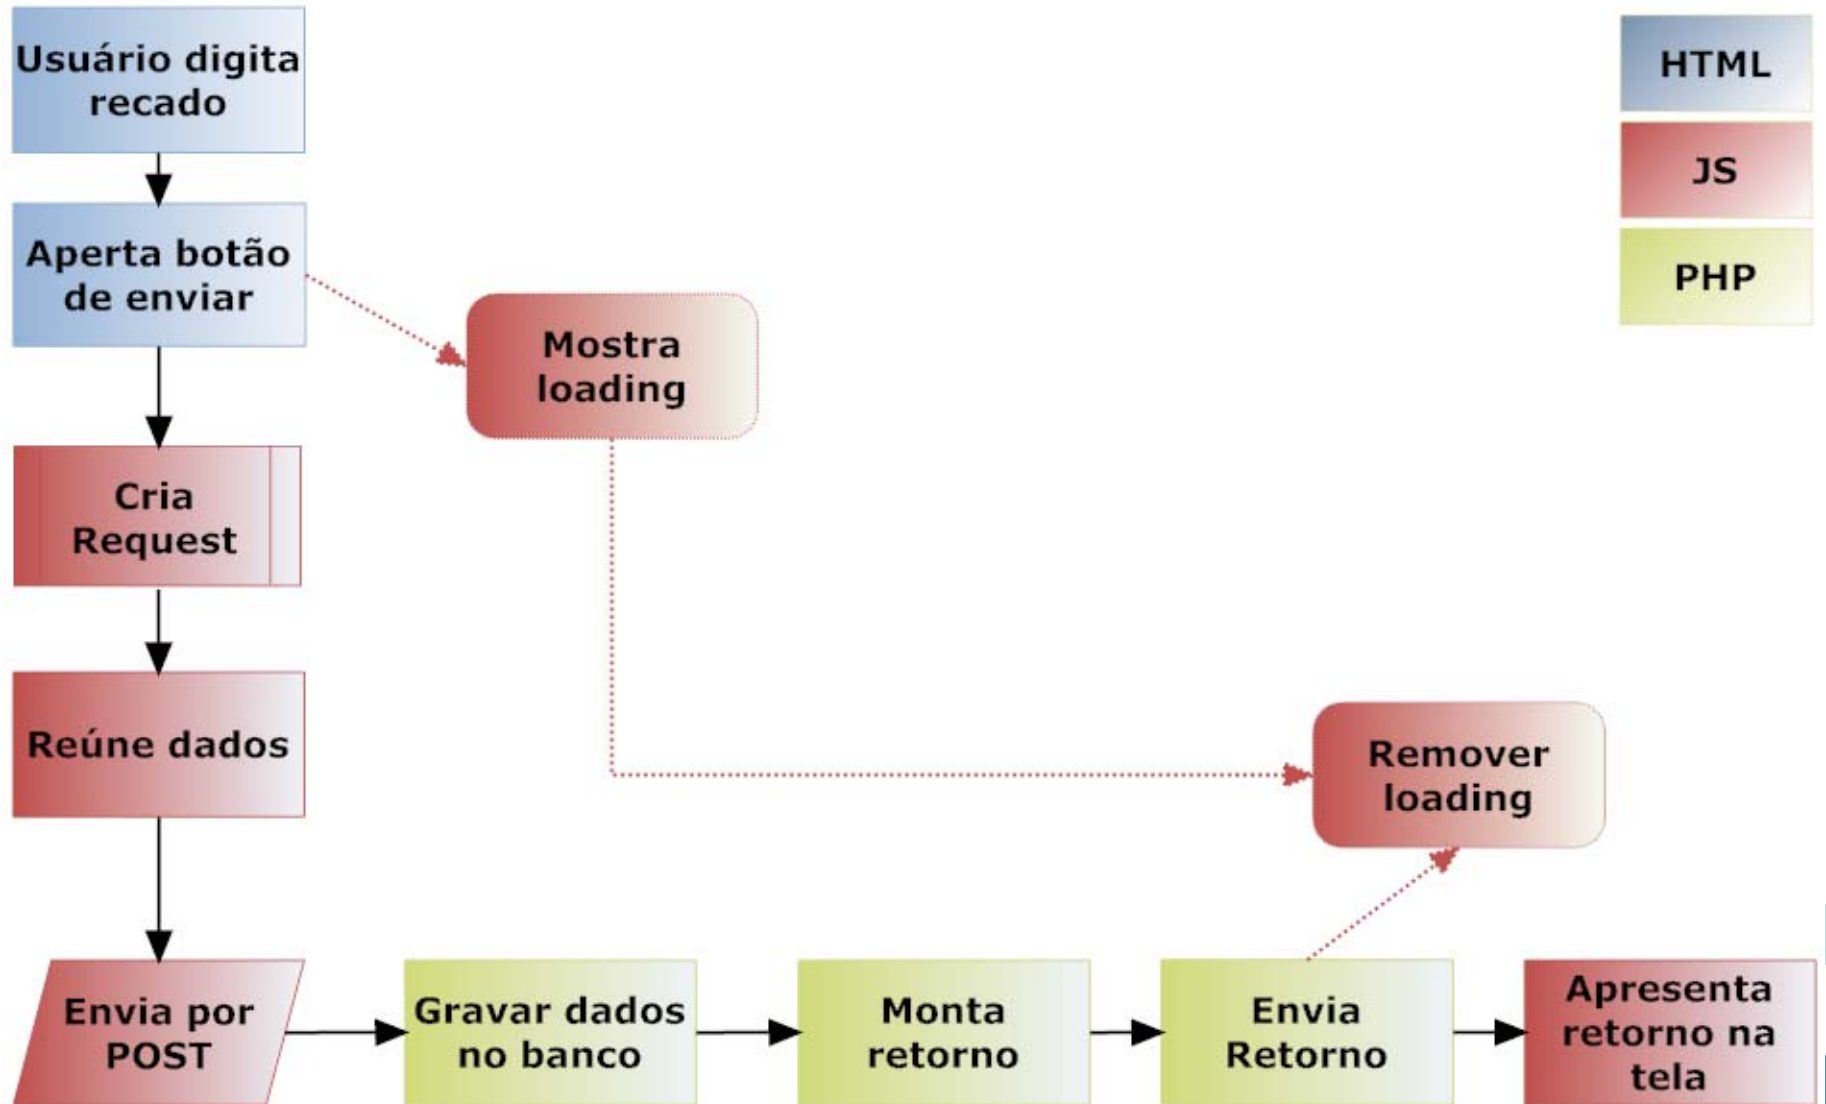 Usuário digita
recado
HTML
JS
PHP
Aperta botão
de enviar
Mostra
loading
Cria
Request
Reúne dados
Remover
loading
Envia por
POST
Gravar dados
no banco
Monta
retorno
Envia
Retorno
Apresenta
retorno na
tela